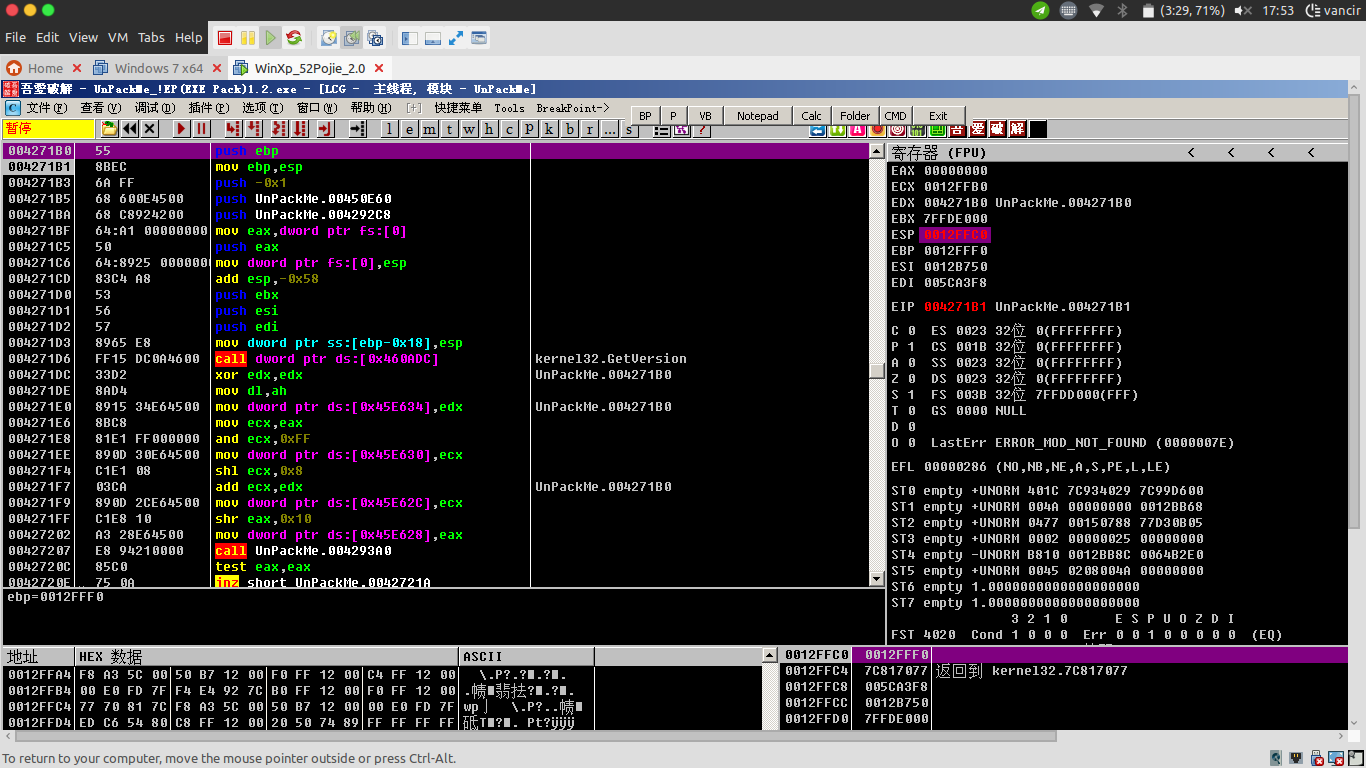 (3:29, 71%) 17:53 vancir
File Edit View VM Tabs Help
Home Windows 7 x64 WinXp_52Pojie_2.0
吾爱破解 - UnPackMe_!EP(EXE Pack)1.2.exe - [LCG - 主线程, 模块 - UnPackMe]
C 文件(F) 查看(V) 调试(D) 插件(P) 选项(T) 窗口(W) 帮助(H) [+] 快捷菜单 Tools BreakPoint->
BP P VB Notepad Calc Folder CMD Exit
暂停 l e m t w h c p k b r ... s ? 吾 爱 破 解
004271B0 55 push ebp
004271B1 8BEC mov ebp,esp
004271B3 6A FF push -0x1
004271B5 68 600E4500 push UnPackMe.00450E60
004271BA 68 C8924200 push UnPackMe.004292C8
004271BF 64:A1 00000000 mov eax,dword ptr fs:[0]
004271C5 50 push eax
004271C6 64:8925 0000000 mov dword ptr fs:[0],esp
004271CD 83C4 A8 add esp,-0x58
004271D0 53 push ebx
004271D1 56 push esi
004271D2 57 push edi
004271D3 8965 E8 mov dword ptr ss:[ebp-0x18],esp
004271D6 FF15 DC0A4600 call dword ptr ds:[0x460ADC] kernel32.GetVersion
004271DC 33D2 xor edx,edx UnPackMe.004271B0
004271DE 8AD4 mov dl,ah
004271E0 8915 34E64500 mov dword ptr ds:[0x45E634],edx UnPackMe.004271B0
004271E6 8BC8 mov ecx,eax
004271E8 81E1 FF000000 and ecx,0xFF
004271EE 890D 30E64500 mov dword ptr ds:[0x45E630],ecx
004271F4 C1E1 08 shl ecx,0x8
004271F7 03CA add ecx,edx UnPackMe.004271B0
004271F9 890D 2CE64500 mov dword ptr ds:[0x45E62C],ecx
004271FF C1E8 10 shr eax,0x10
00427202 A3 28E64500 mov dword ptr ds:[0x45E628],eax
00427207 E8 94210000 call UnPackMe.004293A0
0042720C 85C0 test eax,eax
0042720E 75 0A jnz short UnPackMe.0042721A
ebp=0012FFF0
寄存器 (FPU) < < < <
EAX 00000000
ECX 0012FFB0
EDX 004271B0 UnPackMe.004271B0
EBX 7FFDE000
ESP 0012FFC0
EBP 0012FFF0
ESI 0012B750
EDI 005CA3F8
EIP 004271B1 UnPackMe.004271B1
C 0 ES 0023 32位 0(FFFFFFFF)
P 1 CS 001B 32位 0(FFFFFFFF)
A 0 SS 0023 32位 0(FFFFFFFF)
Z 0 DS 0023 32位 0(FFFFFFFF)
S 1 FS 003B 32位 7FFDD000(FFF)
T 0 GS 0000 NULL
D 0
O 0 LastErr ERROR_MOD_NOT_FOUND (0000007E)
EFL 00000286 (NO,NB,NE,A,S,PE,L,LE)
ST0 empty +UNORM 401C 7C934029 7C99D600
ST1 empty +UNORM 004A 00000000 0012BB68
ST2 empty +UNORM 0477 00150788 77D30B05
ST3 empty +UNORM 0002 00000025 00000000
ST4 empty -UNORM B810 0012BB8C 0064B2E0
ST5 empty +UNORM 0045 0208004A 00000000
ST6 empty 1.0000000000000000000
ST7 empty 1.0000000000000000000
3 2 1 0 E S P U O Z D I
FST 4020 Cond 1 0 0 0 Err 0 0 1 0 0 0 0 0 (EQ)
地址 HEX 数据 ASCII
0012FFA4 F8 A3 5C 00 50 B7 12 00 F0 FF 12 00 C4 FF 12 00
0012FFB4 00 E0 FD 7F F4 E4 92 7C B0 FF 12 00 F0 FF 12 00
0012FFC4 77 70 81 7C F8 A3 5C 00 50 B7 12 00 00 E0 FD 7F
0012FFD4 ED C6 54 80 C8 FF 12 00 20 50 74 89 FF FF FF FF
0012FFC0 0012FFF0
0012FFC4 7C817077 返回到 kernel32.7C817077
0012FFC8 005CA3F8
0012FFCC 0012B750
0012FFD0 7FFDE000
To return to your computer, move the mouse pointer outside or press Ctrl-Alt.